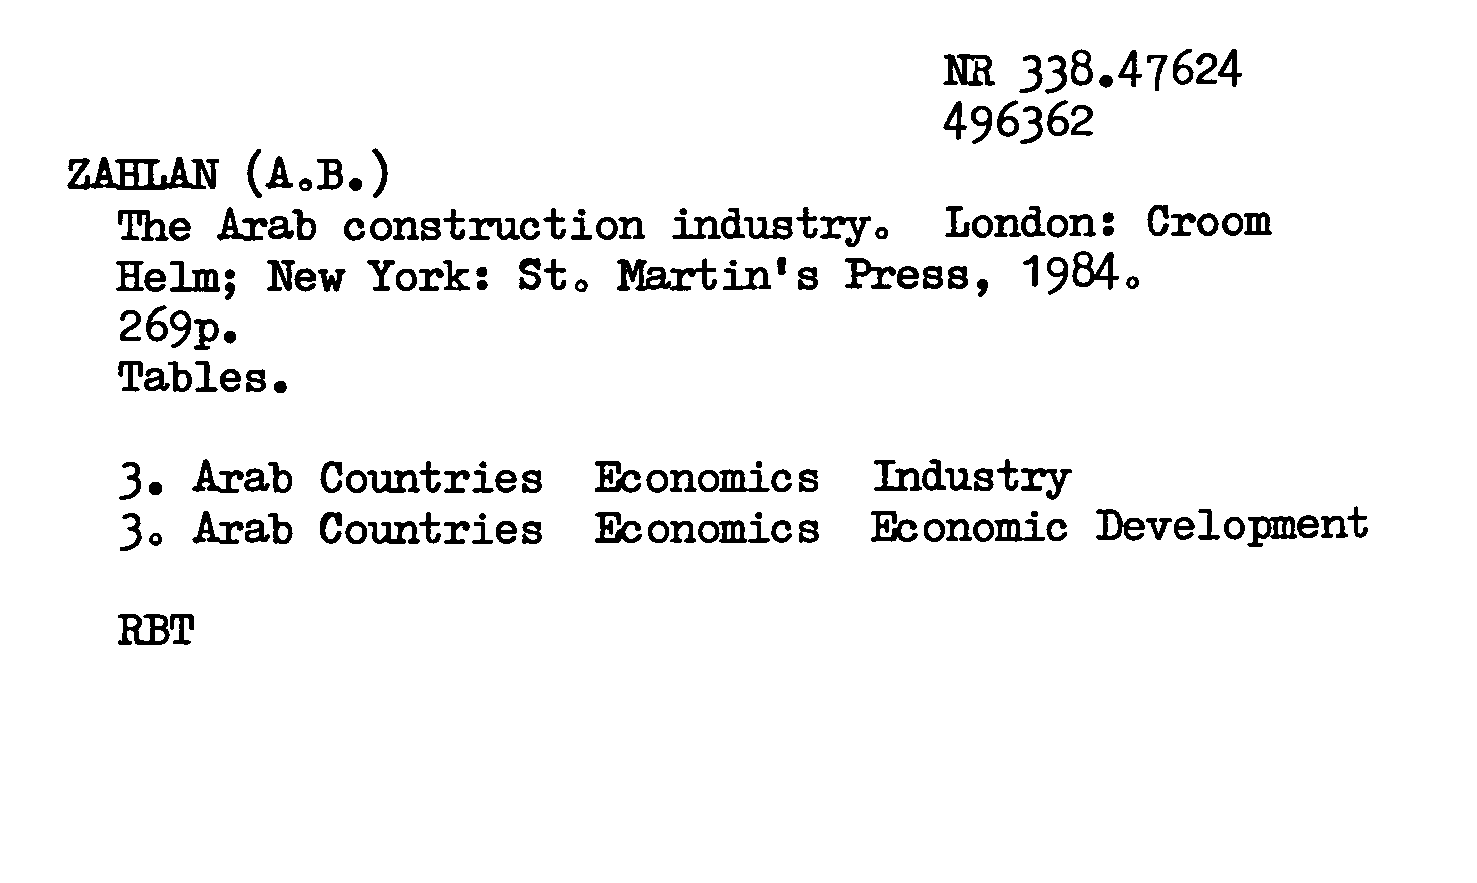 NR 338.47624
496362
ZAHLAN (A.B.)
The Arab construction industry. London: Croom
Helm; New York: St. Martin's Press, 1984.
269p.
Tables.
3. Arab Countries Economics Industry
3. Arab Countries Economics Economic Development
RBT